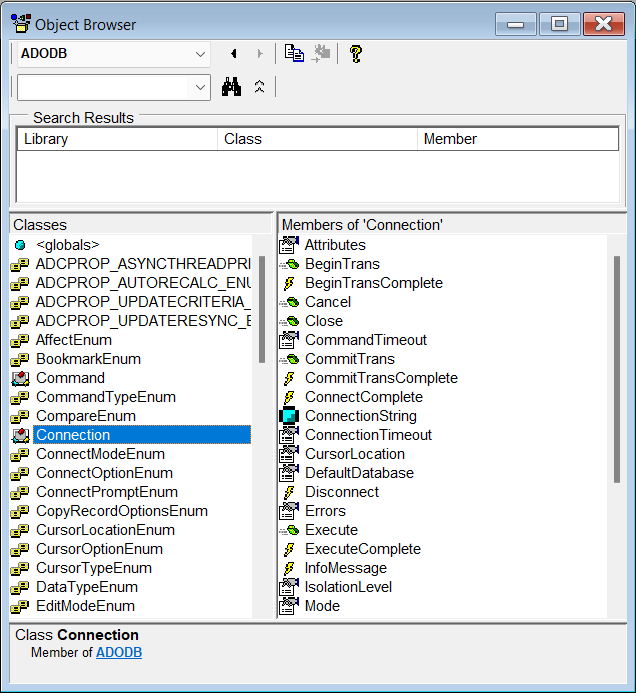 Object Browser
ADODB
Search Results
Library Class Member
Classes
<globals>
ADCPROP_ASYNCTHREADPRI
ADCPROP_AUTORECALC_ENU
ADCPROP_UPDATECRITERIA_
ADCPROP_UPDATERESYNC_E
AffectEnum
BookmarkEnum
Command
CommandTypeEnum
CompareEnum
Connection
ConnectModeEnum
ConnectOptionEnum
ConnectPromptEnum
CopyRecordOptionsEnum
CursorLocationEnum
CursorOptionEnum
CursorTypeEnum
DataTypeEnum
EditModeEnum
Members of 'Connection'
Attributes
BeginTrans
BeginTransComplete
Cancel
Close
CommandTimeout
CommitTrans
CommitTransComplete
ConnectComplete
ConnectionString
ConnectionTimeout
CursorLocation
DefaultDatabase
Disconnect
Errors
Execute
ExecuteComplete
InfoMessage
IsolationLevel
Mode
Class Connection
Member of ADODB